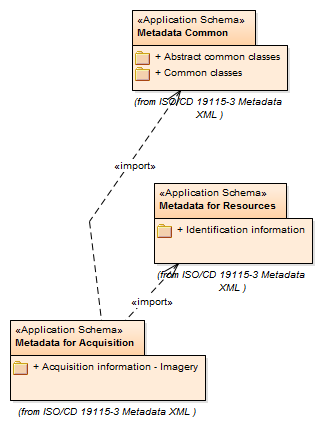 «Application Schema»
Metadata Common
+ Abstract common classes
+ Common classes
(from ISO/CD 19115-3 Metadata
XML )
«import»
«Application Schema»
Metadata for Resources
+ Identification information
(from ISO/CD 19115-3 Metadata
XML )
«import»
«Application Schema»
Metadata for Acquisition
+ Acquisition information - Imagery
(from ISO/CD 19115-3 Metadata XML )